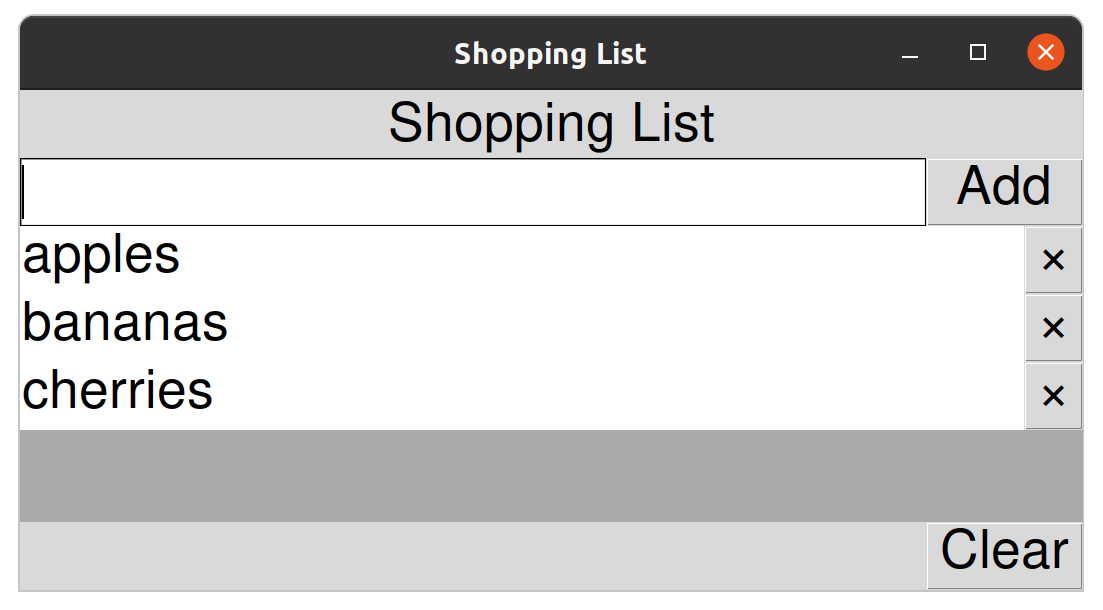 Shopping List
Shopping List
Add
apples ×
bananas ×
cherries ×
Clear